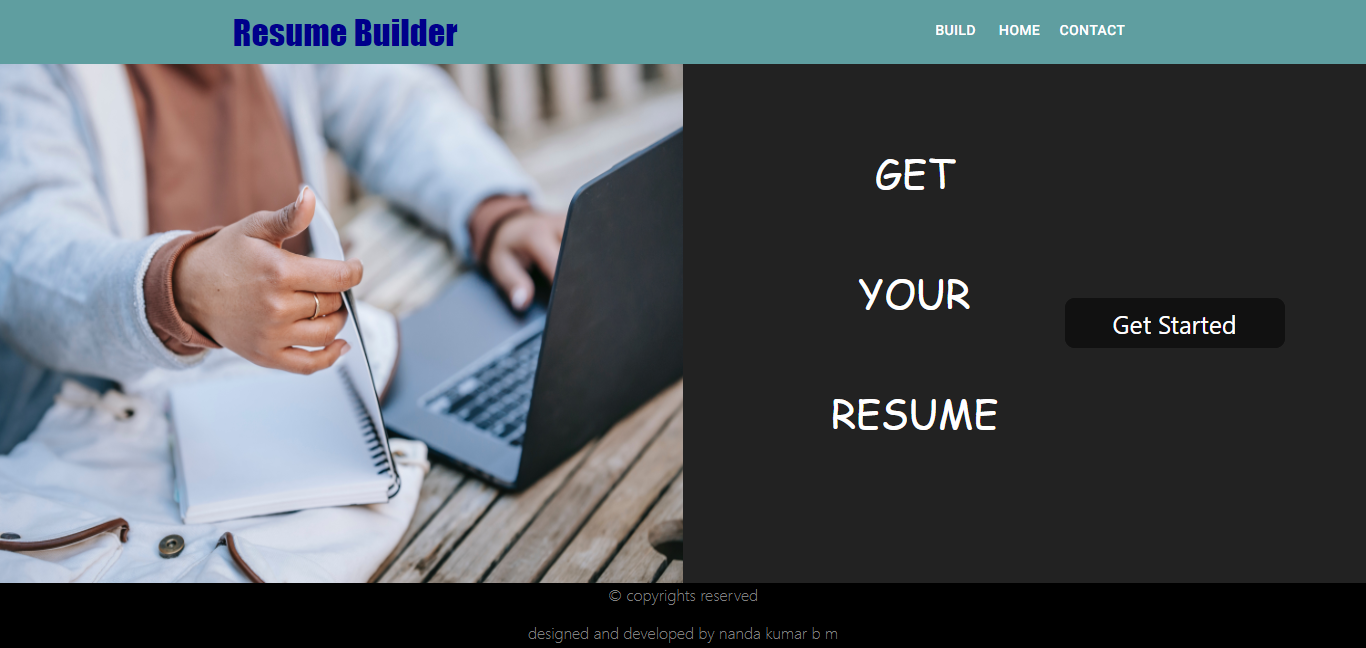 Resume Builder
BUILD HOME CONTACT
GET
YOUR
RESUME
Get Started
© copyrights reserved
designed and developed by nanda kumar b m